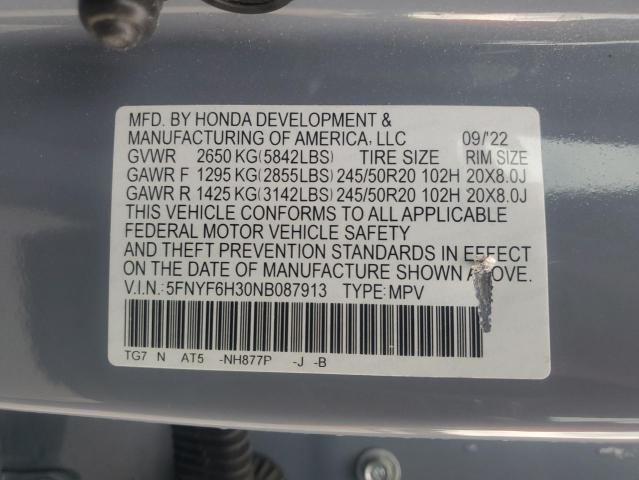 MFD. BY HONDA DEVELOPMENT &
MANUFACTURING OF AMERICA, LLC 09/'22
GVWR 2650 KG(5842LBS) TIRE SIZE RIM SIZE
GAWR F 1295 KG(2855LBS) 245/50R20 102H 20X8.0J
GAWR R 1425 KG(3142LBS) 245/50R20 102H 20X8.0J
THIS VEHICLE CONFORMS TO ALL APPLICABLE
FEDERAL MOTOR VEHICLE SAFETY
AND THEFT PREVENTION STANDARDS IN EFFECT
ON THE DATE OF MANUFACTURE SHOWN ABOVE.
V.I.N.:5FNYF6H30NB087913 TYPE:MPV
TG7 N AT5 -NH877P -J -B